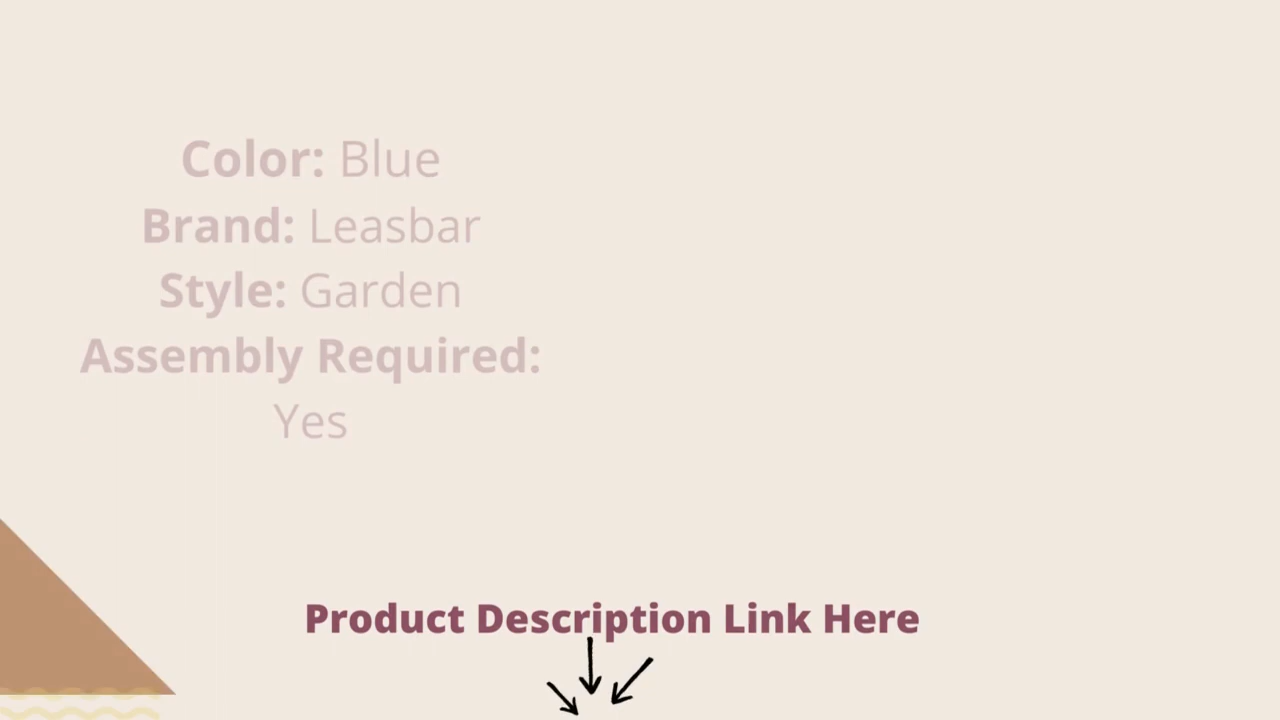 Color: Blue
Brand: Leasbar
Style: Garden
Assembly Required:
Yes
Product Description Link Here